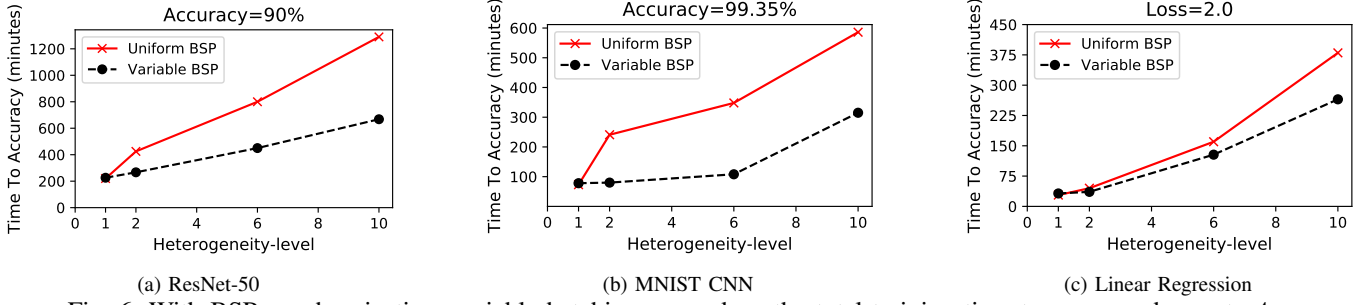 Accuracy=90%
Time To Accuracy (minutes)
1200
1000
800
600
400
200
0
Uniform BSP
Variable BSP
0 1 2 4 6 8 10
Heterogeneity-level
(a) ResNet-50
Accuracy=99.35%
Time To Accuracy (minutes)
600
500
400
300
200
100
Uniform BSP
Variable BSP
0 1 2 4 6 8 10
Heterogeneity-level
(b) MNIST CNN
Loss=2.0
Time To Accuracy (minutes)
450
375
300
225
150
75
0
Uniform BSP
Variable BSP
0 1 2 4 6 8 10
Heterogeneity-level
(c) Linear Regression
Fig. 6: With BSP